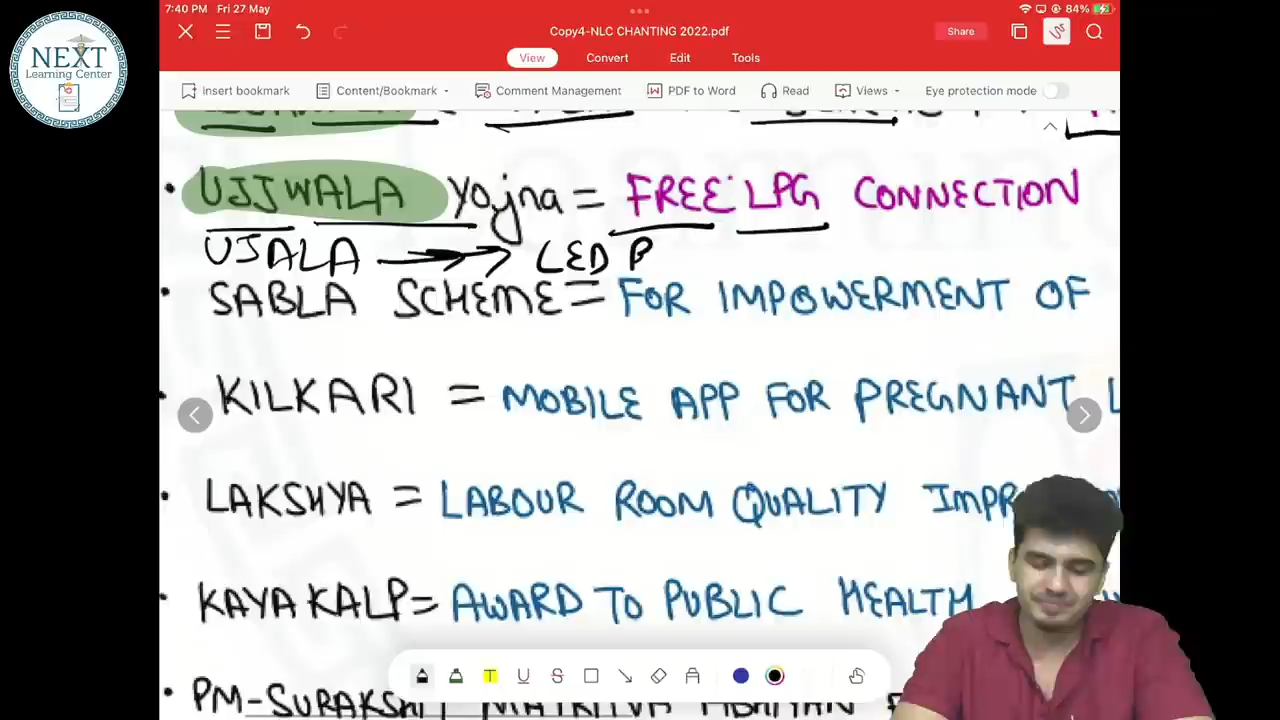 7:40 PM Fri 27 May
84%
NEXT
Learning Center
Copy4-NLC CHANTING 2022.pdf
Share
View Convert Edit Tools
Insert bookmark Content/Bookmark Comment Management PDF to Word Read Views Eye protection mode
UJJWALA Yojna = FREE LPG CONNECTION
UJALA → LED B
SABLA SCHEME = FOR IMPOWERMENT OF
KILKARI = MOBILE APP FOR PREGNANT L
LAKSHYA = LABOUR ROOM QUALITY IMPR
KAYAKALP = AWARD TO PUBLIC HEALTH
PM-SURAKSHIT MATRITVA ABHIYAN